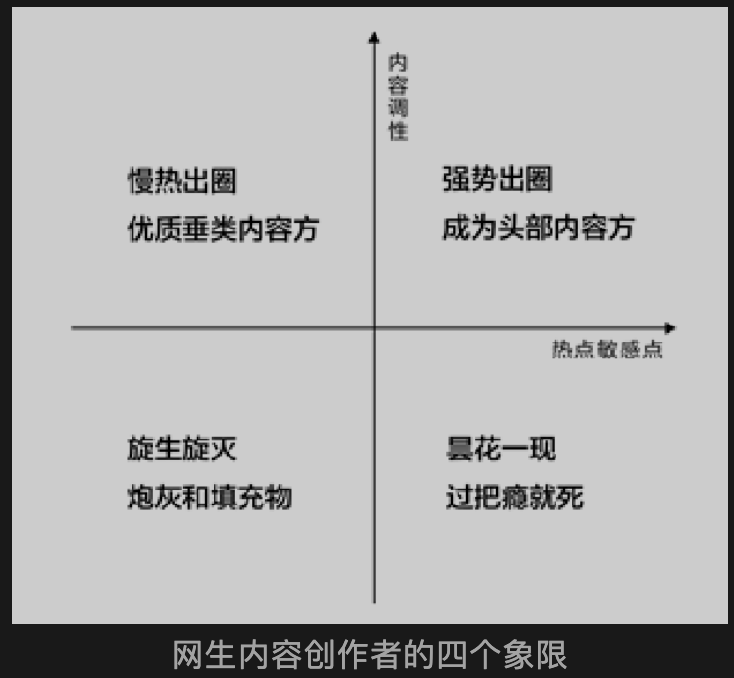 内容调性
慢热出圈
优质垂类内容方
强势出圈
成为头部内容方
热点敏感点
旋生旋灭
炮灰和填充物
昙花一现
过把瘾就死
网生内容创作者的四个象限